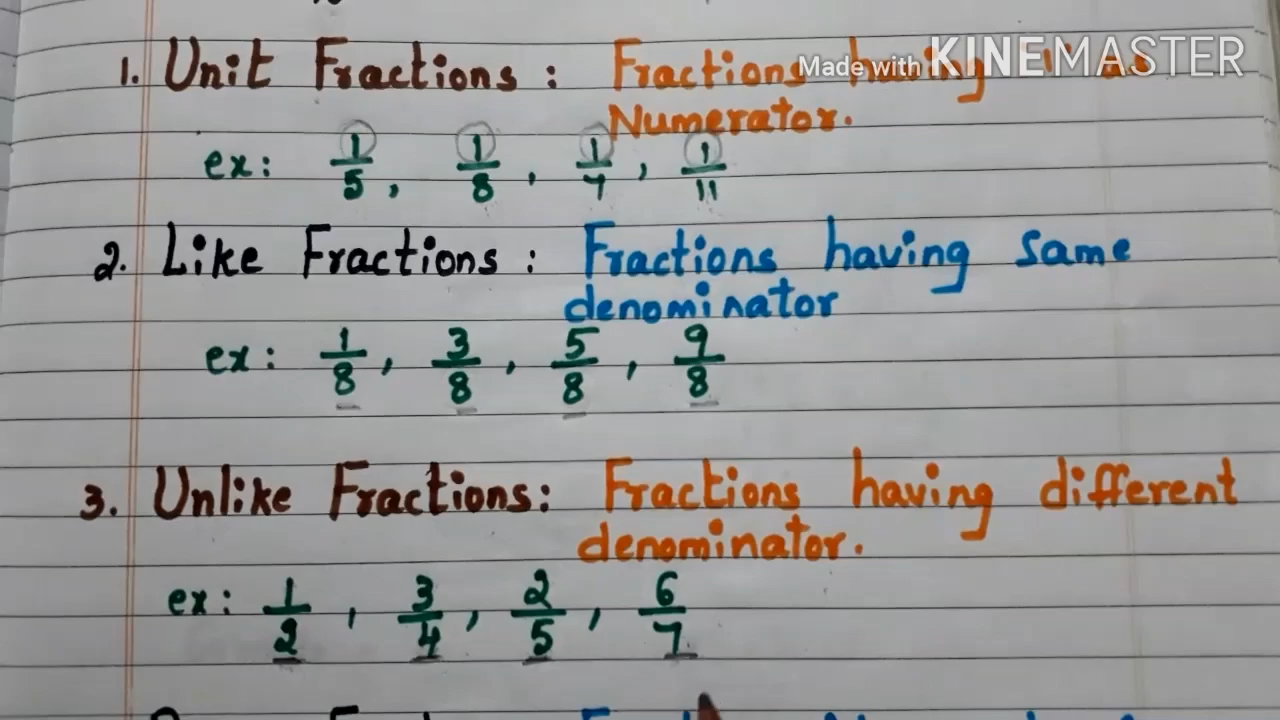 Made with KINEMASTER
1. Unit Fractions : Fractions having
Numerator.
ex: 1/5, 1/8, 1/7, 1/11
2. Like Fractions : Fractions having same
denominator
ex: 1/8, 3/8, 5/8, 9/8
3. Unlike Fractions: Fractions having different
denominator.
ex: 1/2, 3/4, 2/5, 6/7